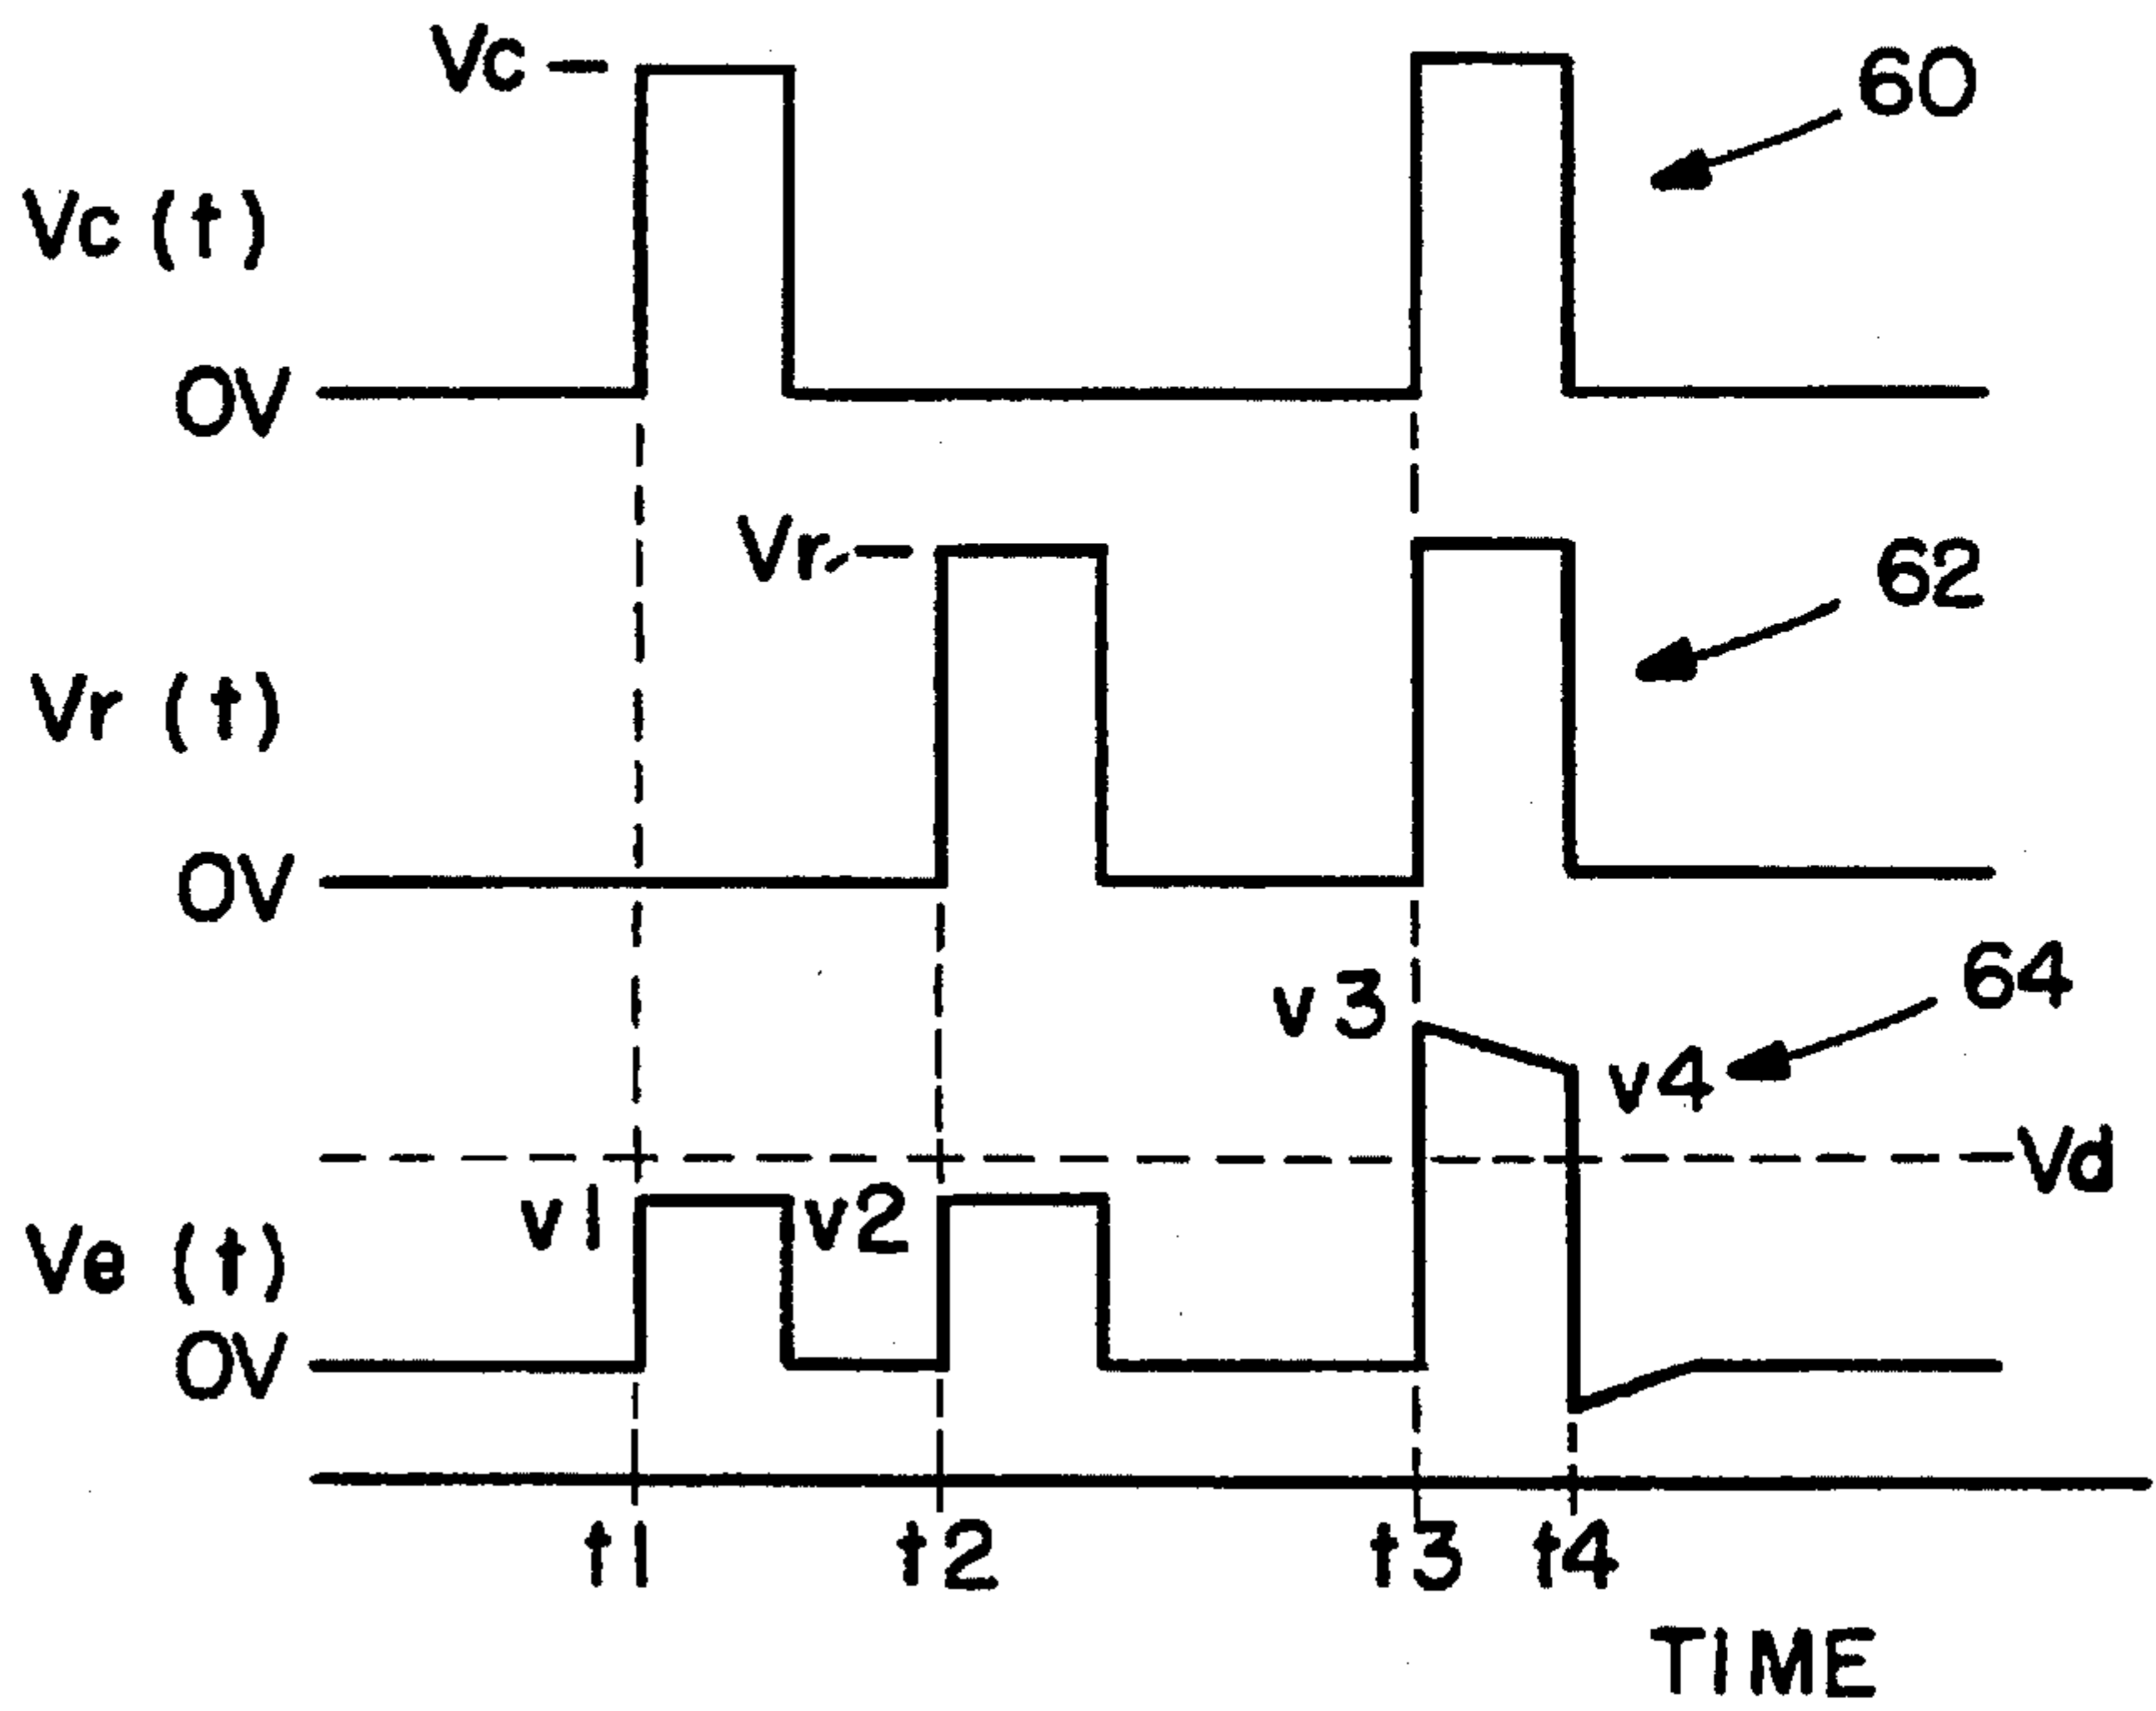 Vc
60
Vc (t)
0V
Vr
62
Vr (t)
0V
v3
64
v4
Vd
v1
v2
Ve (t)
0V
t1
t2
t3
t4
TIME